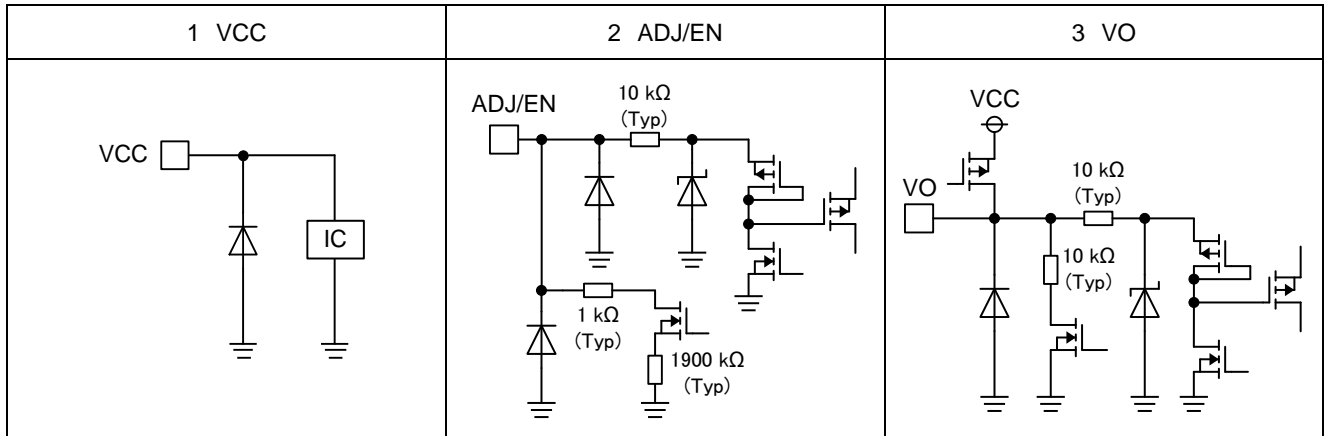 1 VCC
2 ADJ/EN
3 VO
VCC
IC
ADJ/EN
10 kΩ
(Typ)
1 kΩ
(Typ)
1900 kΩ
(Typ)
VCC
VO
10 kΩ
(Typ)
10 kΩ
(Typ)